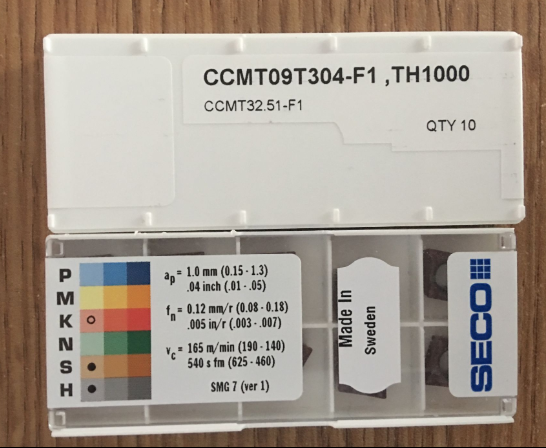 CCMT09T304-F1 ,TH1000
CCMT32.51-F1
QTY 10
P
M
K
N
S
H
ap = 1.0 mm (0.15 - 1.3)
.04 inch (.01 - .05)
fn = 0.12 mm/r (0.08 - 0.18)
.005 in/r (.003 - .007)
vc = 165 m/min (190 - 140)
540 s fm (625 - 460)
SMG 7 (ver 1)
Made In
Sweden
SECO